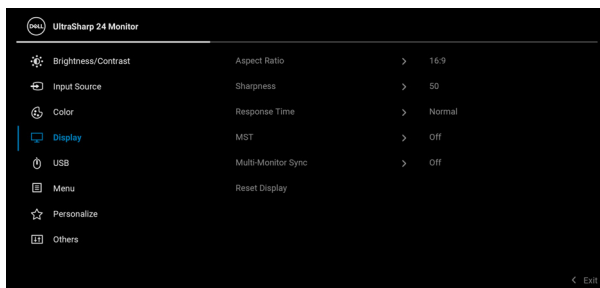 DELL UltraSharp 24 Monitor
Brightness/Contrast Aspect Ratio > 16:9
Input Source Sharpness > 50
Color Response Time > Normal
Display MST > Off
USB Multi-Monitor Sync > Off
Menu Reset Display
Personalize
Others
< Exit